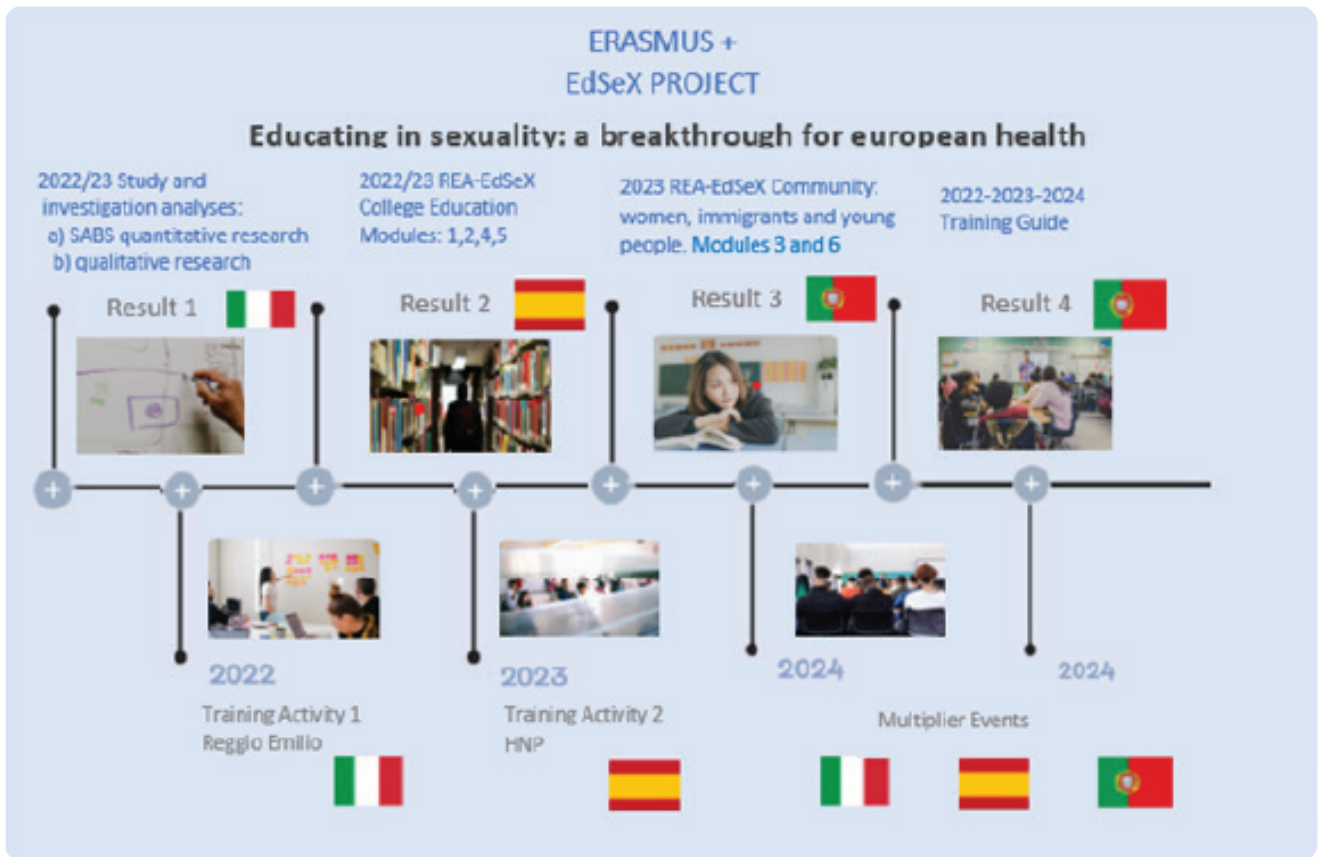 ERASMUS +
EdSeX PROJECT
Educating in sexuality: a breakthrough for european health
2022/23 Study and
investigation analyses:
a) SABS quantitative research
b) qualitative research
2022/23 REA-EdSeX
College Education
Modules: 1,2,4,5
2023 REA-EdSeX Community:
women, immigrants and young
people. Modules 3 and 6
2022-2023-2024
Training Guide
Result 1
Result 2
Result 3
Result 4
2022
Training Activity 1
Reggio Emilio
2023
Training Activity 2
HNP
2024
2024
Multiplier Events